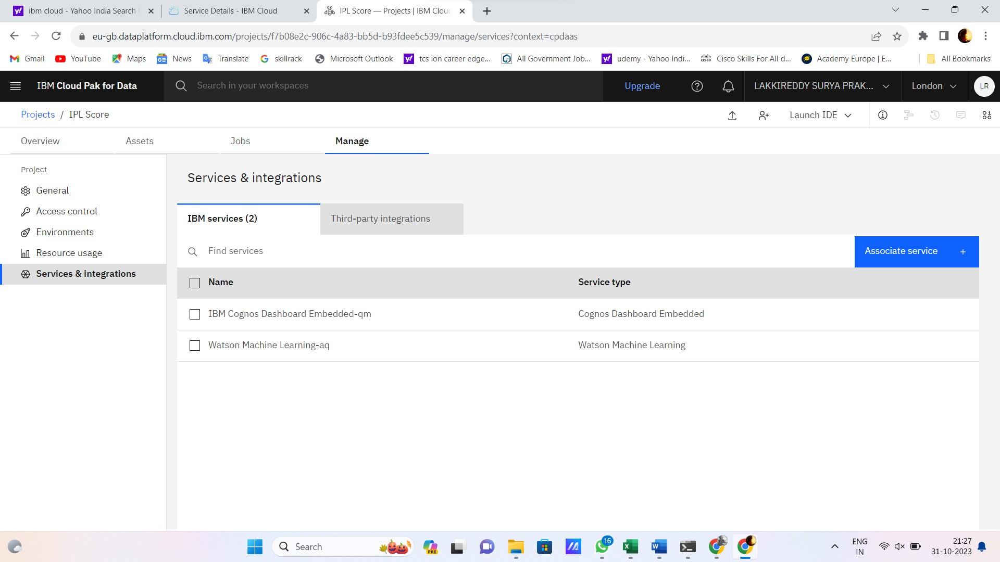 ibm cloud - Yahoo India Search
Service Details - IBM Cloud
IPL Score — Projects | IBM Clou
eu-gb.dataplatform.cloud.ibm.com/projects/f7b08e2c-906c-4a83-bb5d-b93fdee5c539/manage/services?context=cpdaas
Gmail
YouTube
Maps
News
Translate
skillrack
Microsoft Outlook
tcs ion career edge...
All Government Job...
udemy - Yahoo Indi...
Cisco Skills For All d...
Academy Europe | E...
All Bookmarks
IBM Cloud Pak for Data
Search in your workspaces
Upgrade
LAKKIREDDY SURYA PRAK...
London
LR
Projects / IPL Score
Launch IDE
Overview
Assets
Jobs
Manage
Project
General
Access control
Environments
Resource usage
Services & integrations
Services & integrations
IBM services (2)
Third-party integrations
Find services
Associate service +
Name
Service type
IBM Cognos Dashboard Embedded-qm
Cognos Dashboard Embedded
Watson Machine Learning-aq
Watson Machine Learning
Search
PRE
16
ENG
IN
21:27
31-10-2023